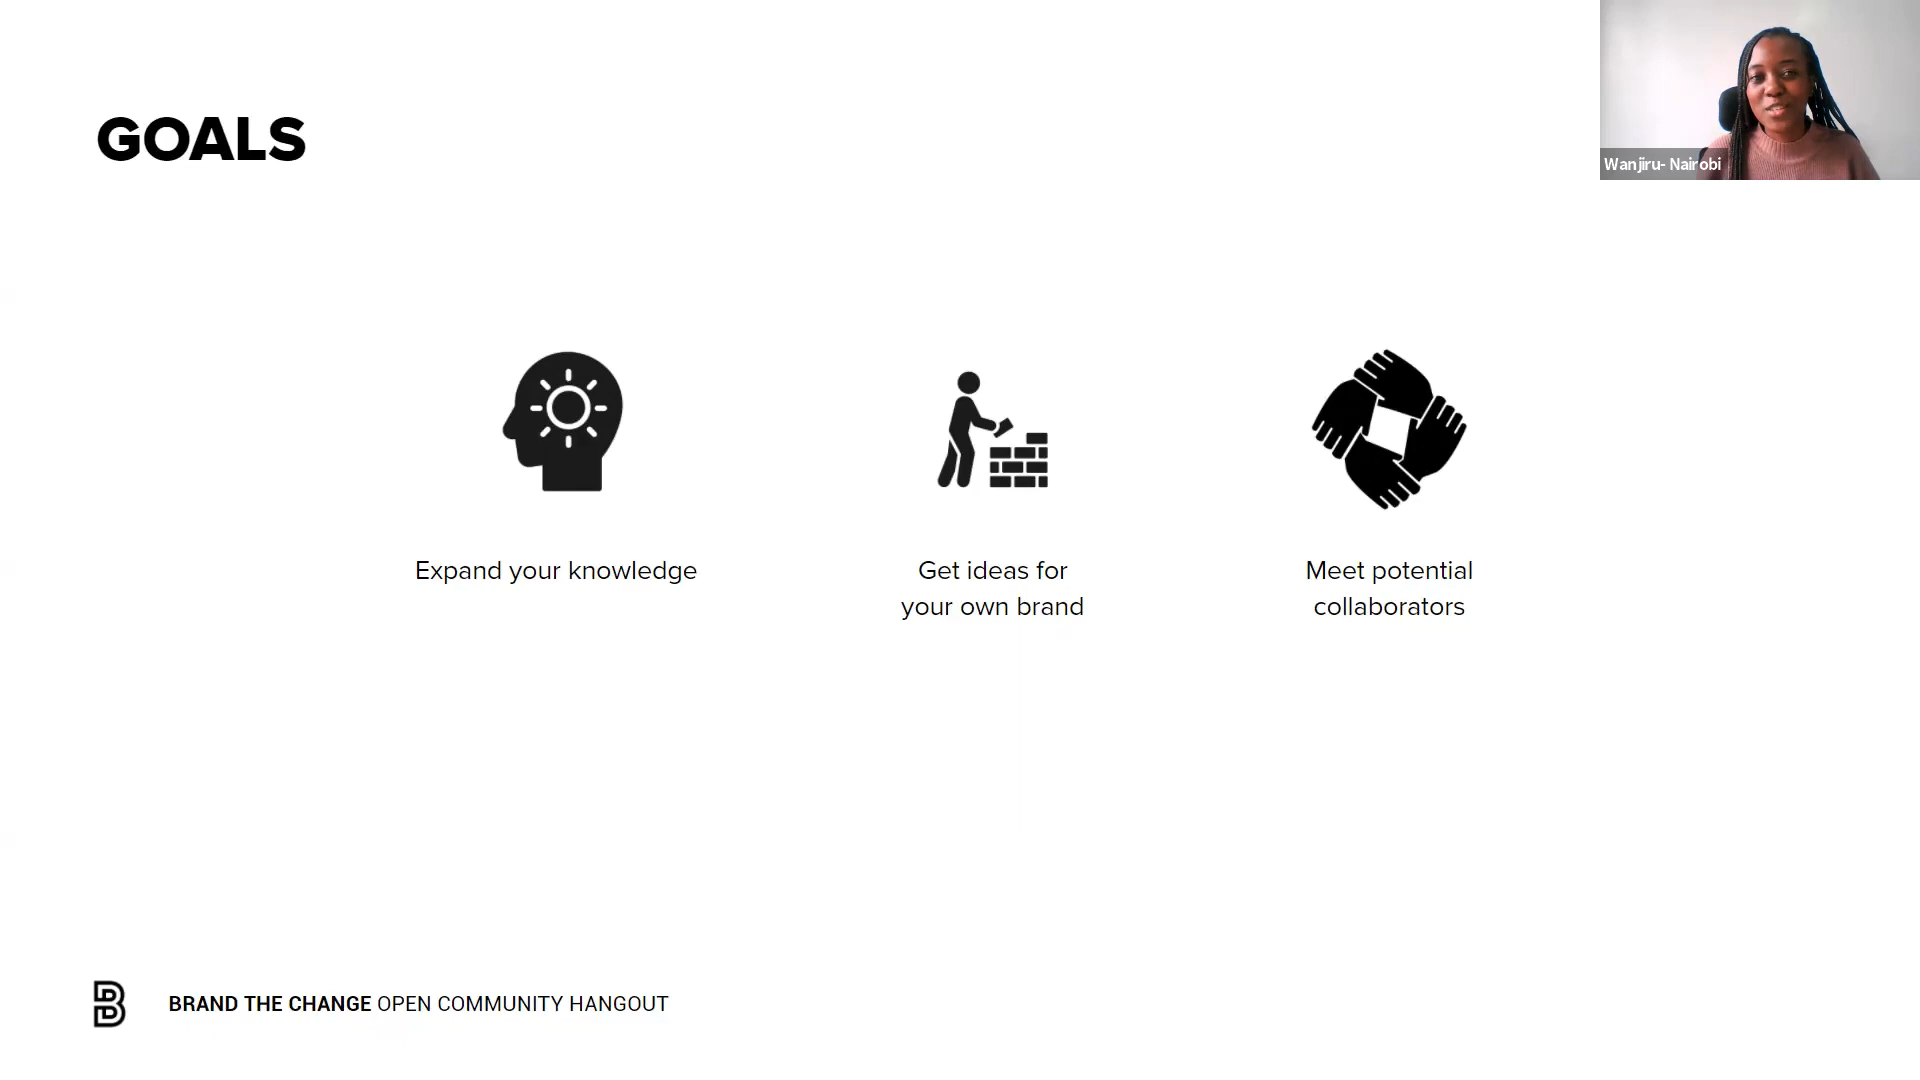 GOALS
Wanjiru- Nairobi
Expand your knowledge
Get ideas for
your own brand
Meet potential
collaborators
B
BRAND THE CHANGE OPEN COMMUNITY HANGOUT